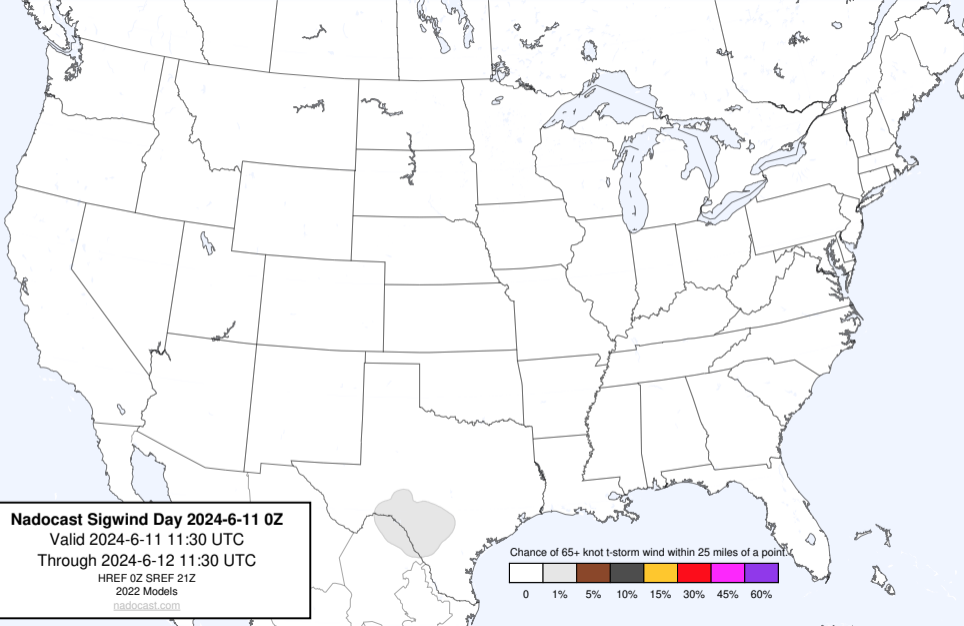 Nadocast Sigwind Day 2024-6-11 0Z
Valid 2024-6-11 11:30 UTC
Through 2024-6-12 11:30 UTC
HREF 0Z SREF 21Z
2022 Models
nadocast.com
Chance of 65+ knot t-storm wind within 25 miles of a point.
0 1% 5% 10% 15% 30% 45% 60%